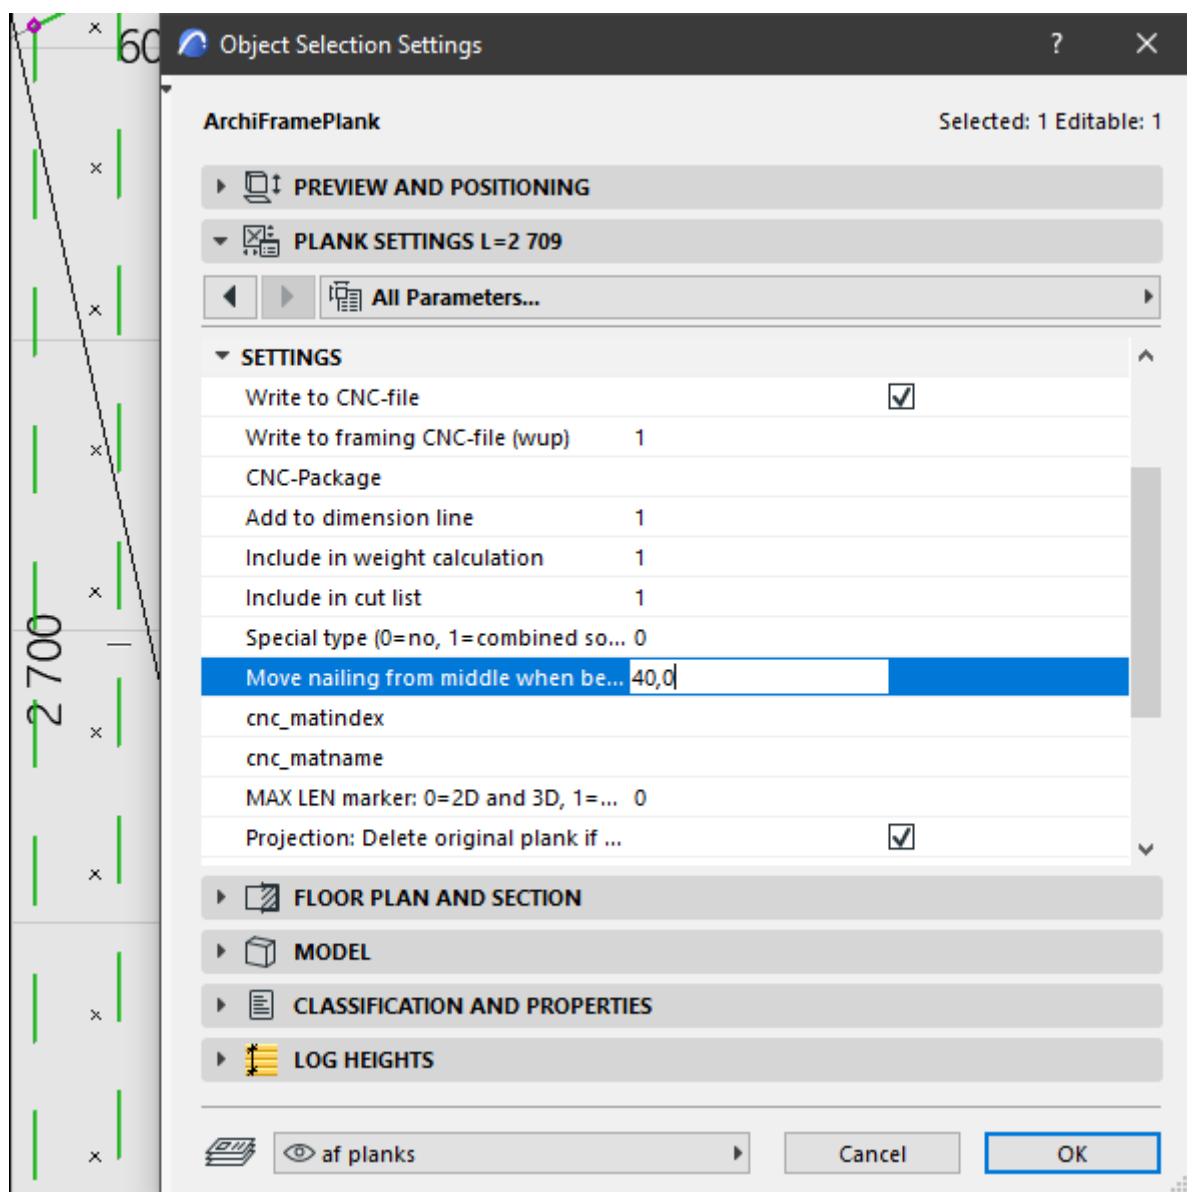 60
Object Selection Settings ?
ArchiFramePlank Selected: 1 Editable: 1
PREVIEW AND POSITIONING
PLANK SETTINGS L=2 709
All Parameters...
SETTINGS
Write to CNC-file
Write to framing CNC-file (wup) 1
CNC-Package
Add to dimension line 1
Include in weight calculation 1
Include in cut list 1
Special type (0=no, 1=combined so... 0
Move nailing from middle when be... 40,0
cnc_matindex
cnc_matname
MAX LEN marker: 0=2D and 3D, 1=... 0
Projection: Delete original plank if ...
FLOOR PLAN AND SECTION
MODEL
CLASSIFICATION AND PROPERTIES
LOG HEIGHTS
af planks Cancel OK
2 700